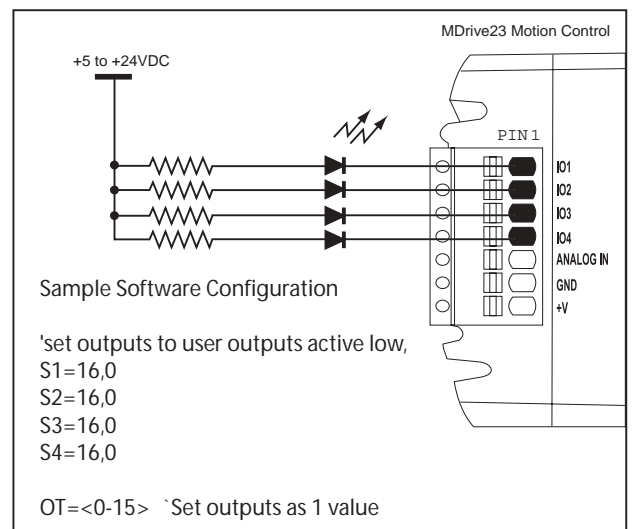 MDrive23 Motion Control
+5 to +24VDC
PIN 1
IO1
IO2
IO3
IO4
ANALOG IN
GND
+V
Sample Software Configuration
'set outputs to user outputs active low,
S1=16,0
S2=16,0
S3=16,0
S4=16,0
OT=<0-15> `Set outputs as 1 value